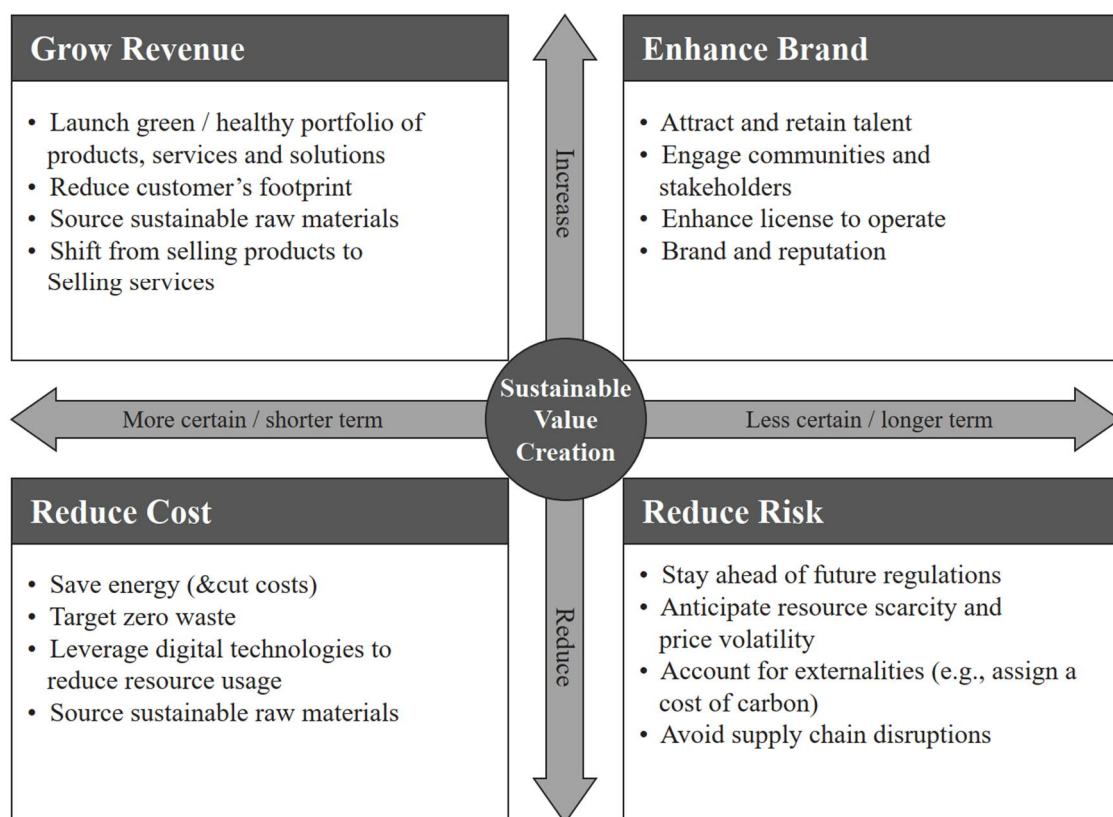 Grow Revenue
• Launch green / healthy portfolio of
products, services and solutions
• Reduce customer’s footprint
• Source sustainable raw materials
• Shift from selling products to
Selling services
Increase
Enhance Brand
• Attract and retain talent
• Engage communities and
stakeholders
• Enhance license to operate
• Brand and reputation
More certain / shorter term
Sustainable
Value
Creation
Less certain / longer term
Reduce Cost
• Save energy (&cut costs)
• Target zero waste
• Leverage digital technologies to
reduce resource usage
• Source sustainable raw materials
Reduce
Reduce Risk
• Stay ahead of future regulations
• Anticipate resource scarcity and
price volatility
• Account for externalities (e.g., assign a
cost of carbon)
• Avoid supply chain disruptions